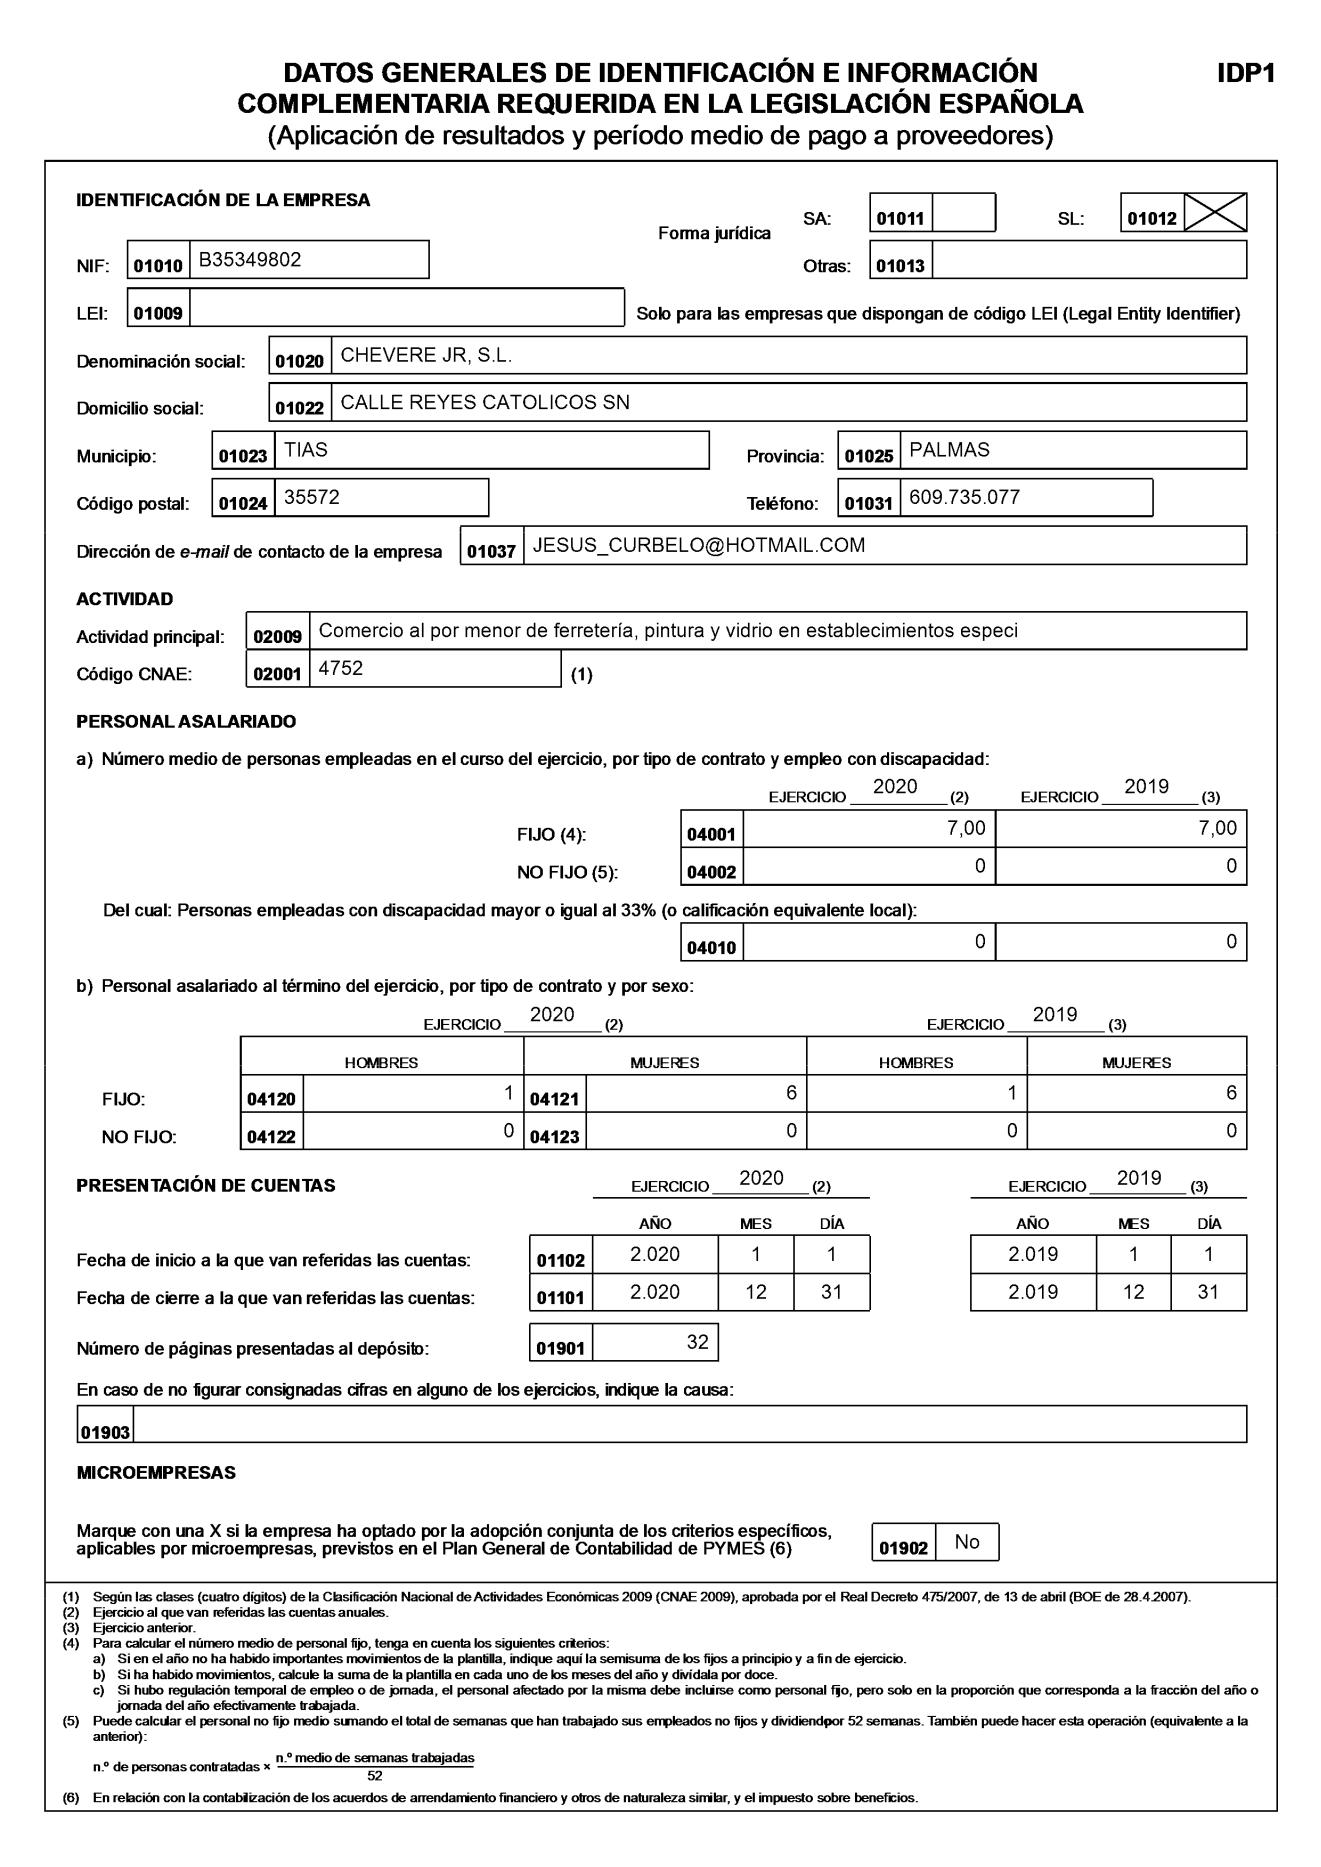 DATOS GENERALES DE IDENTIFICACIÓN E INFORMACIÓN IDP1
COMPLEMENTARIA REQUERIDA EN LA LEGISLACIÓN ESPAÑOLA
(Aplicación de resultados y período medio de pago a proveedores)
IDENTIFICACIÓN DE LA EMPRESA
Forma jurídica SA: 01011 SL: 01012 X
NIF: 01010 B35349802 Otras: 01013
LEI: 01009 Solo para las empresas que dispongan de código LEI (Legal Entity Identifier)
Denominación social: 01020 CHEVERE JR, S.L.
Domicilio social: 01022 CALLE REYES CATOLICOS SN
Municipio: 01023 TIAS Provincia: 01025 PALMAS
Código postal: 01024 35572 Teléfono: 01031 609.735.077
Dirección de e-mail de contacto de la empresa 01037 JESUS_CURBELO@HOTMAIL.COM
ACTIVIDAD
Actividad principal: 02009 Comercio al por menor de ferretería, pintura y vidrio en establecimientos especi
Código CNAE: 02001 4752 (1)
PERSONAL ASALARIADO
a) Número medio de personas empleadas en el curso del ejercicio, por tipo de contrato y empleo con discapacidad:
EJERCICIO 2020 (2) EJERCICIO 2019 (3)
FIJO (4): 04001 7,00 7,00
NO FIJO (5): 04002 0 0
Del cual: Personas empleadas con discapacidad mayor o igual al 33% (o calificación equivalente local):
04010 0 0
b) Personal asalariado al término del ejercicio, por tipo de contrato y por sexo:
EJERCICIO 2020 (2) EJERCICIO 2019 (3)
HOMBRES MUJERES HOMBRES MUJERES
FIJO: 04120 1 04121 6 1 6
NO FIJO: 04122 0 04123 0 0 0
PRESENTACIÓN DE CUENTAS EJERCICIO 2020 (2) EJERCICIO 2019 (3)
AÑO MES DÍA AÑO MES DÍA
Fecha de inicio a la que van referidas las cuentas: 01102 2.020 1 1 2.019 1 1
Fecha de cierre a la que van referidas las cuentas: 01101 2.020 12 31 2.019 12 31
Número de páginas presentadas al depósito: 01901 32
En caso de no figurar consignadas cifras en alguno de los ejercicios, indique la causa:
01903
MICROEMPRESAS
Marque con una X si la empresa ha optado por la adopción conjunta de los criterios específicos,
aplicables por microempresas, previstos en el Plan General de Contabilidad de PYMES (6) 01902 No
(1) Según las clases (cuatro dígitos) de la Clasificación Nacional de Actividades Económicas 2009 (CNAE 2009), aprobada por el Real Decreto 475/2007, de 13 de abril (BOE de 28.4.2007).
(2) Ejercicio al que van referidas las cuentas anuales.
(3) Ejercicio anterior.
(4) Para calcular el número medio de personal fijo, tenga en cuenta los siguientes criterios:
a) Si en el año no ha habido importantes movimientos de la plantilla, indique aquí la semisuma de los fijos a principio y a fin de ejercicio.
b) Si ha habido movimientos, calcule la suma de la plantilla en cada uno de los meses del año y divídala por doce.
c) Si hubo regulación temporal de empleo o de jornada, el personal afectado por la misma debe incluirse como personal fijo, pero solo en la proporción que corresponda a la fracción del año o
jornada del año efectivamente trabajada.
(5) Puede calcular el personal no fijo medio sumando el total de semanas que han trabajado sus empleados no fijos y dividiendo por 52 semanas. También puede hacer esta operación (equivalente a la
anterior):
n.º de personas contratadas × n.º medio de semanas trabajadas
52
(6) En relación con la contabilización de los acuerdos de arrendamiento financiero y otros de naturaleza similar, y el impuesto sobre beneficios.